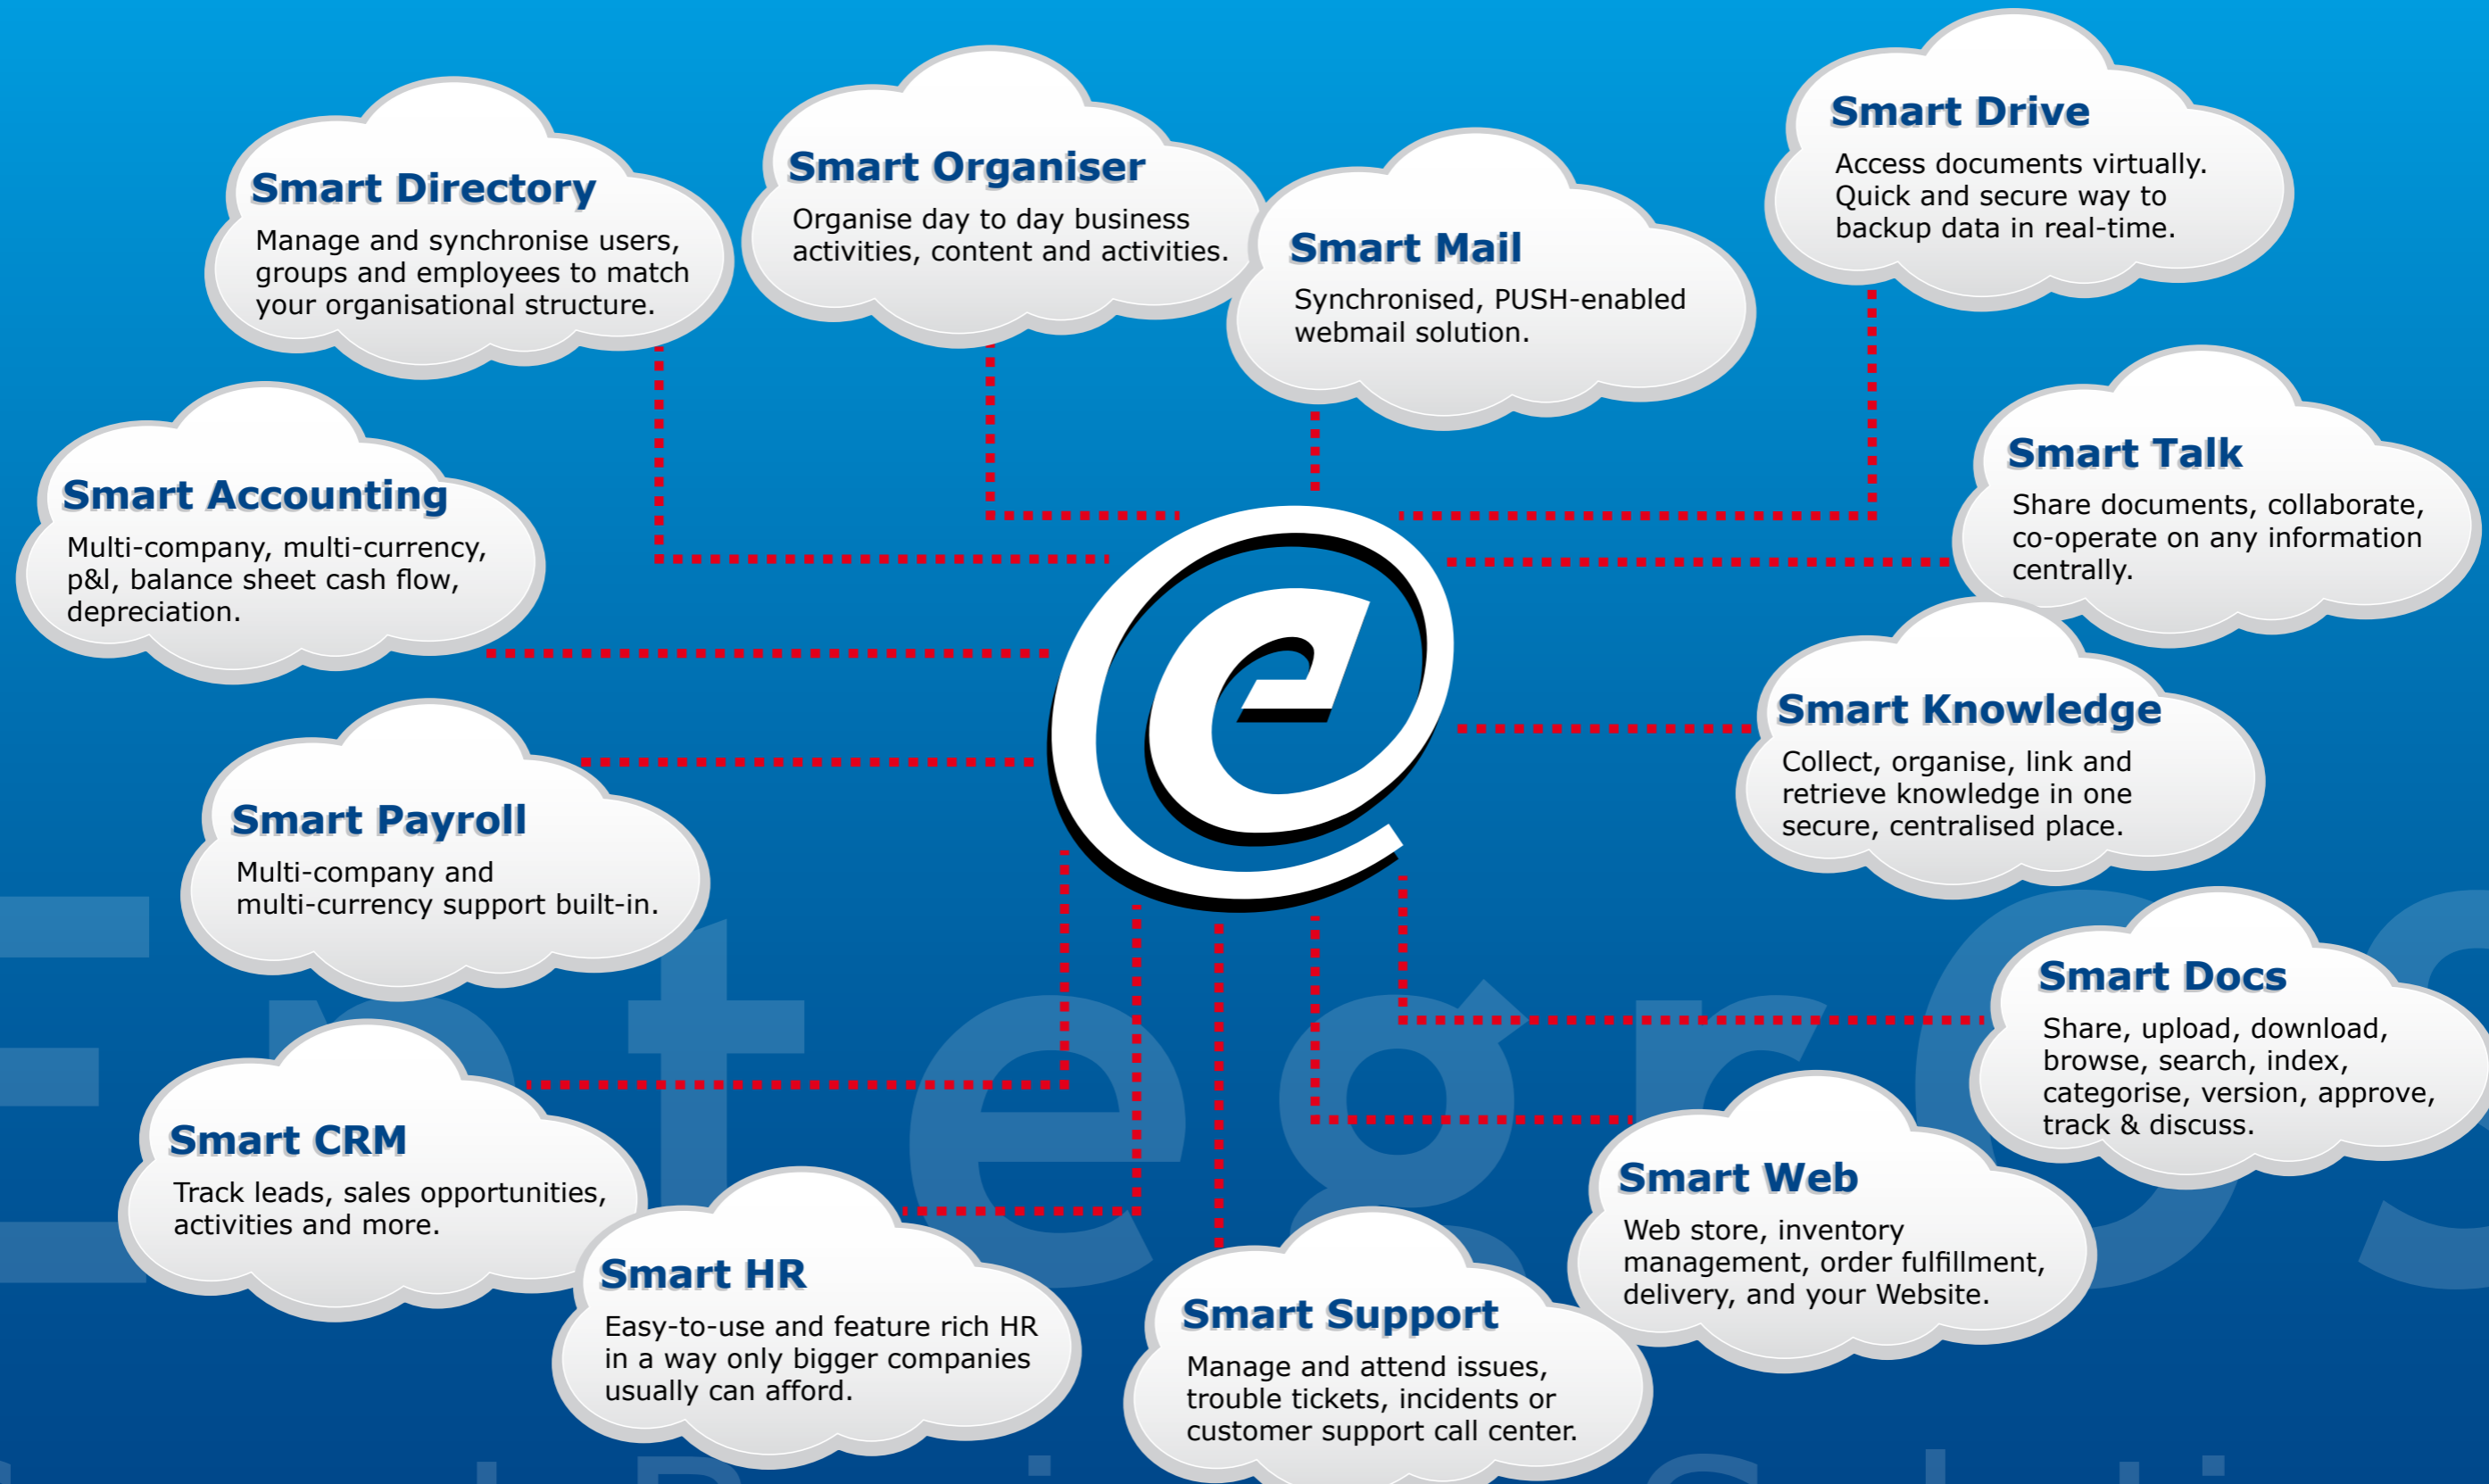 Smart Directory
Manage and synchronise users,
groups and employees to match
your organisational structure.
Smart Organiser
Organise day to day business
activities, content and activities.
Smart Mail
Synchronised, PUSH-enabled
webmail solution.
Smart Drive
Access documents virtually.
Quick and secure way to
backup data in real-time.
Smart Accounting
Multi-company, multi-currency,
p&l, balance sheet cash flow,
depreciation.
Smart Talk
Share documents, collaborate,
co-operate on any information
centrally.
@
Smart Knowledge
Collect, organise, link and
retrieve knowledge in one
secure, centralised place.
Smart Payroll
Multi-company and
multi-currency support built-in.
Smart Docs
Share, upload, download,
browse, search, index,
categorise, version, approve,
track & discuss.
Smart CRM
Track leads, sales opportunities,
activities and more.
Smart HR
Easy-to-use and feature rich HR
in a way only bigger companies
usually can afford.
Smart Support
Manage and attend issues,
trouble tickets, incidents or
customer support call center.
Smart Web
Web store, inventory
management, order fulfillment,
delivery, and your Website.